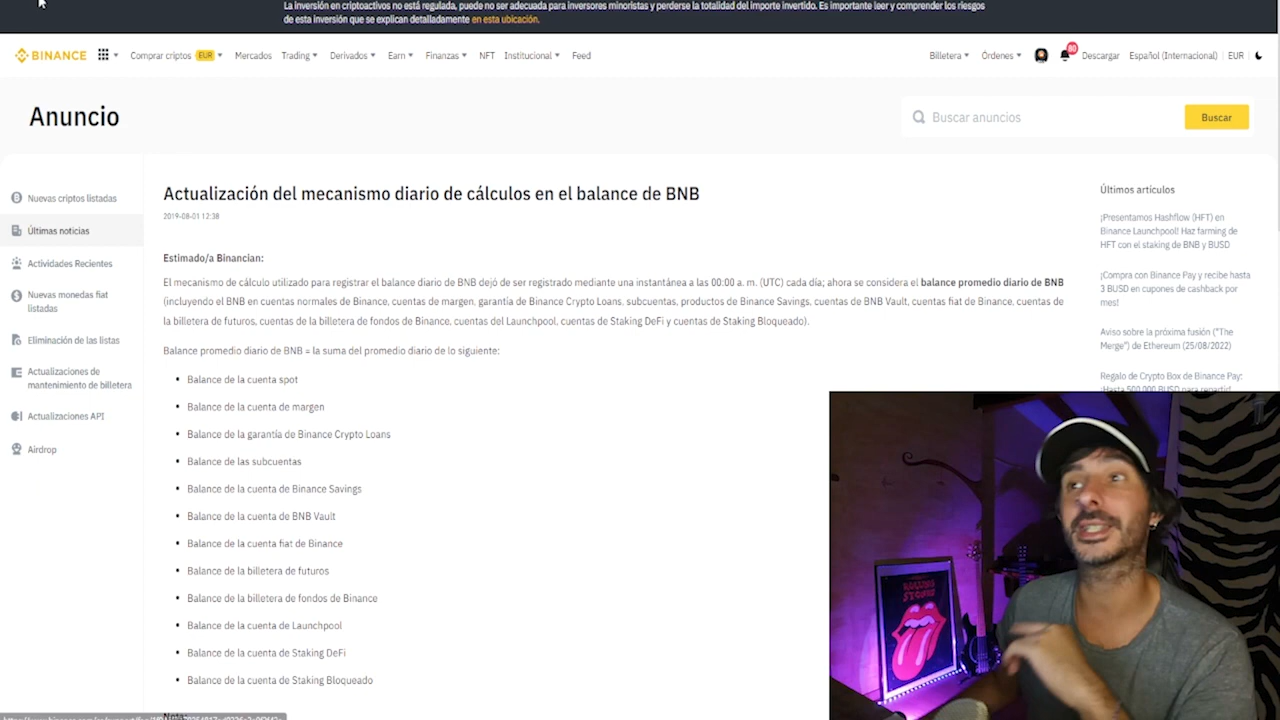 La inversión en criptoactivos no está regulada, puede no ser adecuada para inversores minoristas y perderse la totalidad del importe invertido. Es importante leer y comprender los riesgos
de esta inversión que se explican detalladamente en esta ubicación.
BINANCE Comprar criptos EUR Mercados Trading Derivados Earn Finanzas NFT Institucional Feed Billetera Órdenes 80 Descargar Español (Internacional) EUR
Anuncio
Buscar anuncios
Buscar
Nuevas criptos listadas
Últimas noticias
Actividades Recientes
Nuevas monedas fiat
listadas
Eliminación de las listas
Actualizaciones de
mantenimiento de billetera
Actualizaciones API
Airdrop
Actualización del mecanismo diario de cálculos en el balance de BNB
2019-08-01 12:38
Estimado/a Binancian:
El mecanismo de cálculo utilizado para registrar el balance diario de BNB dejó de ser registrado mediante una instantánea a las 00:00 a. m. (UTC) cada día; ahora se considera el balance promedio diario de BNB
(incluyendo el BNB en cuentas normales de Binance, cuentas de margen, garantía de Binance Crypto Loans, subcuentas, productos de Binance Savings, cuentas de BNB Vault, cuentas fiat de Binance, cuentas de
la billetera de futuros, cuentas de la billetera de fondos de Binance, cuentas del Launchpool, cuentas de Staking DeFi y cuentas de Staking Bloqueado).
Balance promedio diario de BNB = la suma del promedio diario de lo siguiente:
• Balance de la cuenta spot
• Balance de la cuenta de margen
• Balance de la garantía de Binance Crypto Loans
• Balance de las subcuentas
• Balance de la cuenta de Binance Savings
• Balance de la cuenta de BNB Vault
• Balance de la cuenta fiat de Binance
• Balance de la billetera de futuros
• Balance de la billetera de fondos de Binance
• Balance de la cuenta de Launchpool
• Balance de la cuenta de Staking DeFi
• Balance de la cuenta de Staking Bloqueado
Últimos artículos
¡Presentamos Hashflow (HFT) en
Binance Launchpool! Haz farming de
HFT con el staking de BNB y BUSD
¡Compra con Binance Pay y recibe hasta
3 BUSD en cupones de cashback por
mes!
Aviso sobre la próxima fusión ("The
Merge") de Ethereum (25/08/2022)
Regalo de Crypto Box de Binance Pay:
¡Hasta 500,000 BUSD para repartir!
ROLLING
STONES